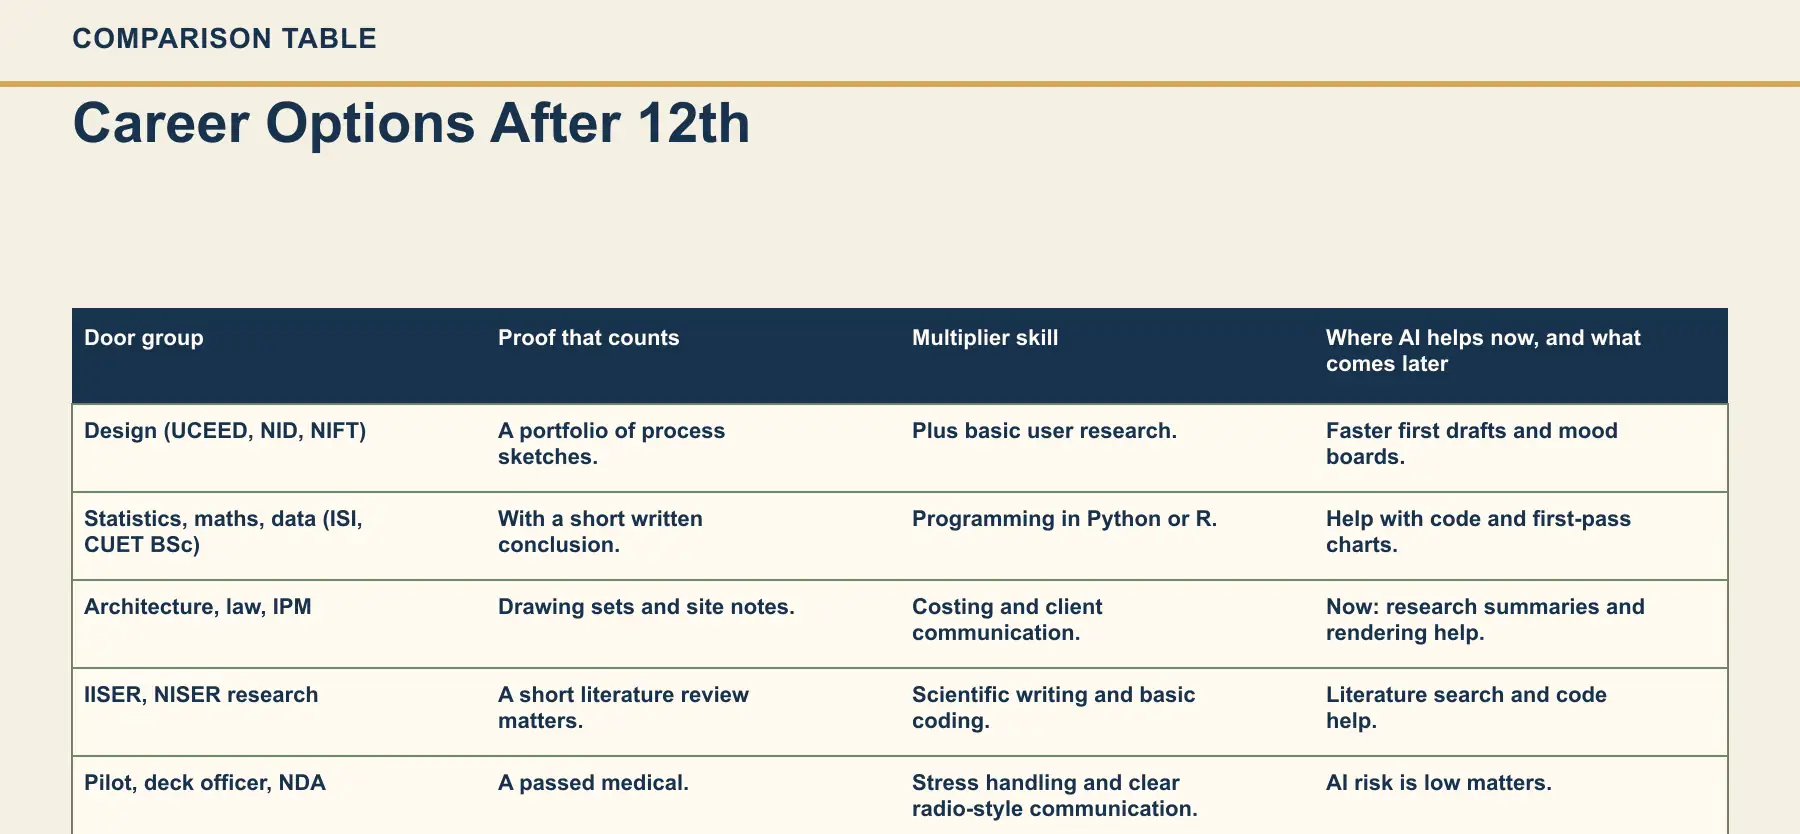 COMPARISON TABLE
Career Options After 12th
Door group
Proof that counts
Multiplier skill
Where AI helps now, and what
comes later
Design (UCEED, NID, NIFT)
A portfolio of process
sketches.
Plus basic user research.
Faster first drafts and mood
boards.
Statistics, maths, data (ISI,
CUET BSc)
With a short written
conclusion.
Programming in Python or R.
Help with code and first-pass
charts.
Architecture, law, IPM
Drawing sets and site notes.
Costing and client
communication.
Now: research summaries and
rendering help.
IISER, NISER research
A short literature review
matters.
Scientific writing and basic
coding.
Literature search and code
help.
Pilot, deck officer, NDA
A passed medical.
Stress handling and clear
radio-style communication.
AI risk is low matters.